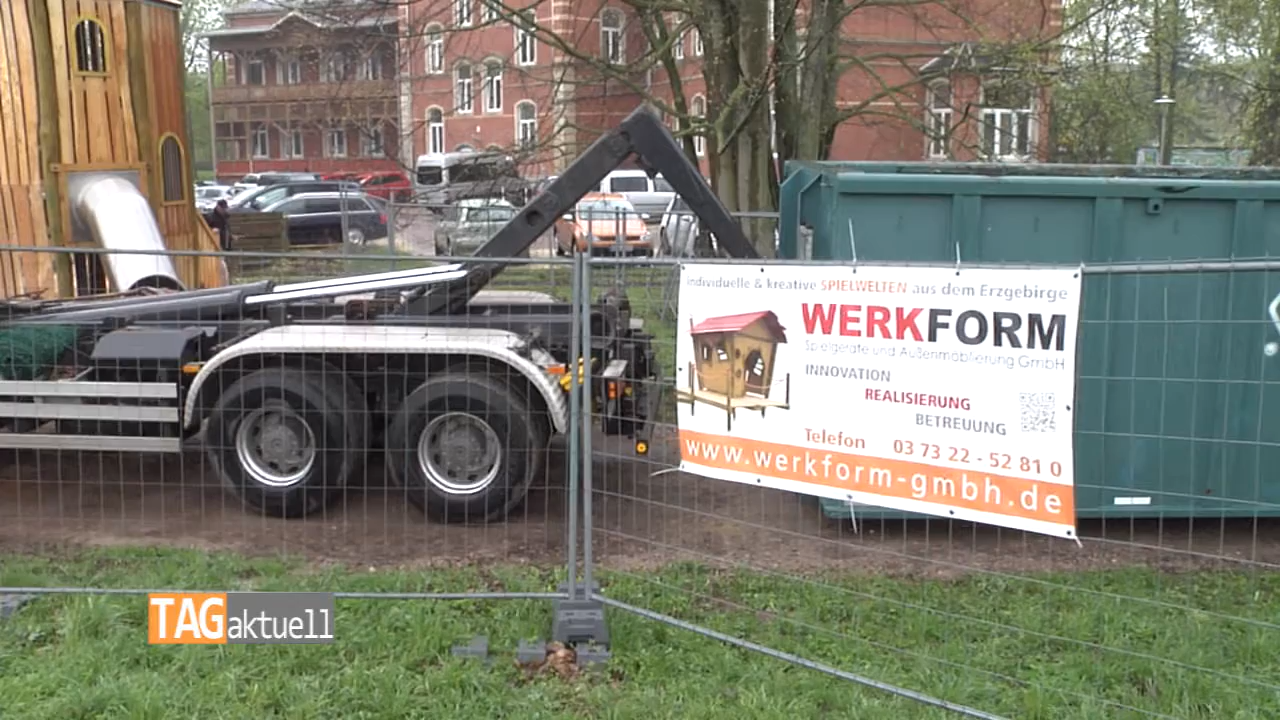 individuelle & kreative SPIELWELTEN aus dem Erzgebirge
WERKFORM
Spielgeräte und Außenmöblierung GmbH
INNOVATION
REALISIERUNG
BETREUUNG
Telefon 03 73 22 - 52 81 0
www.werkform-gmbh.de
TAGaktuell